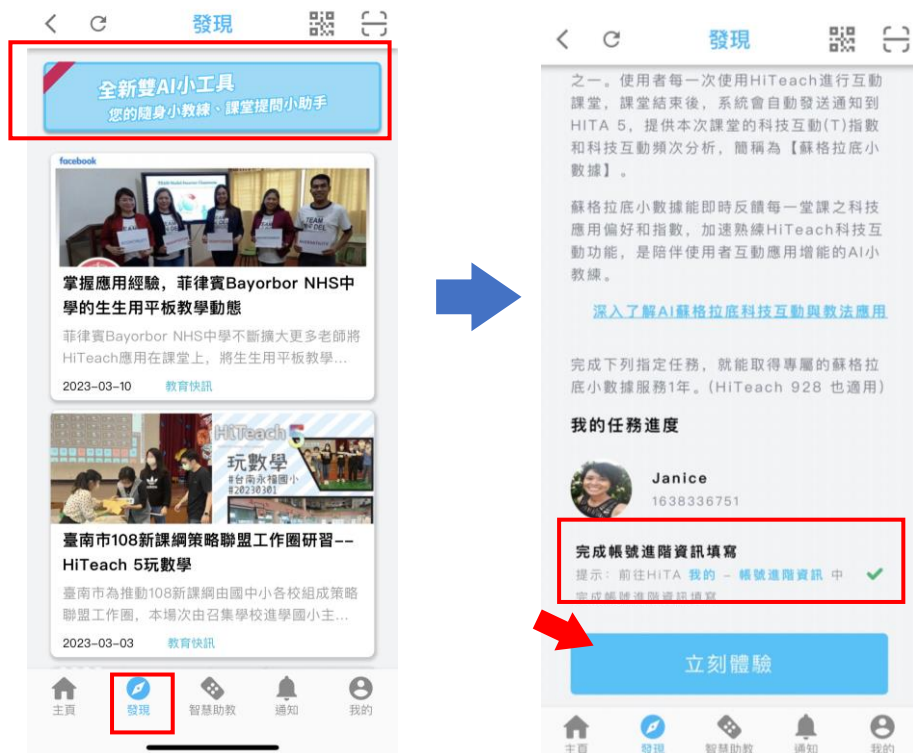 發現
全新雙AI小工具
您的隨身小教練、課堂提問小助手
facebook
掌握應用經驗，菲律賓Bayorbor NHS中
學的生生用平板教學動態
菲律賓Bayorbor NHS中學不斷擴大更多老師將
HiTeach應用在課堂上，將生生用平板教學...
2023-03-10 教育快訊
HiTeach 5
玩數學
#台南永福國小
#20230301
臺南市108新課綱策略聯盟工作圈研習--
HiTeach 5玩數學
臺南市為推動108新課綱由國中小各校組成策略
聯盟工作圈，本場次由召集學校進學國小主...
2023-03-03 教育快訊
主頁 發現 智慧助教 通知 我的
發現
之一。使用者每一次使用HiTeach進行互動
課堂，課堂結束後，系統會自動發送通知到
HITA 5，提供本次課堂的科技互動(T)指數
和科技互動頻次分析，簡稱為【蘇格拉底小
數據】。
蘇格拉底小數據能即時反饋每一堂課之科技
應用偏好和指數，加速熟練HiTeach科技互
動功能，是陪伴使用者互動應用增能的AI小
教練。
深入了解AI蘇格拉底科技互動與教法應用
完成下列指定任務，就能取得專屬的蘇格拉
底小數據服務1年。(HiTeach 928 也適用)
我的任務進度
Janice
1638336751
完成帳號進階資訊填寫
提示：前往HiTA 我的 - 帳號進階資訊 中
完成帳號進階資訊填寫
立刻體驗
主頁 發現 智慧助教 通知 我的